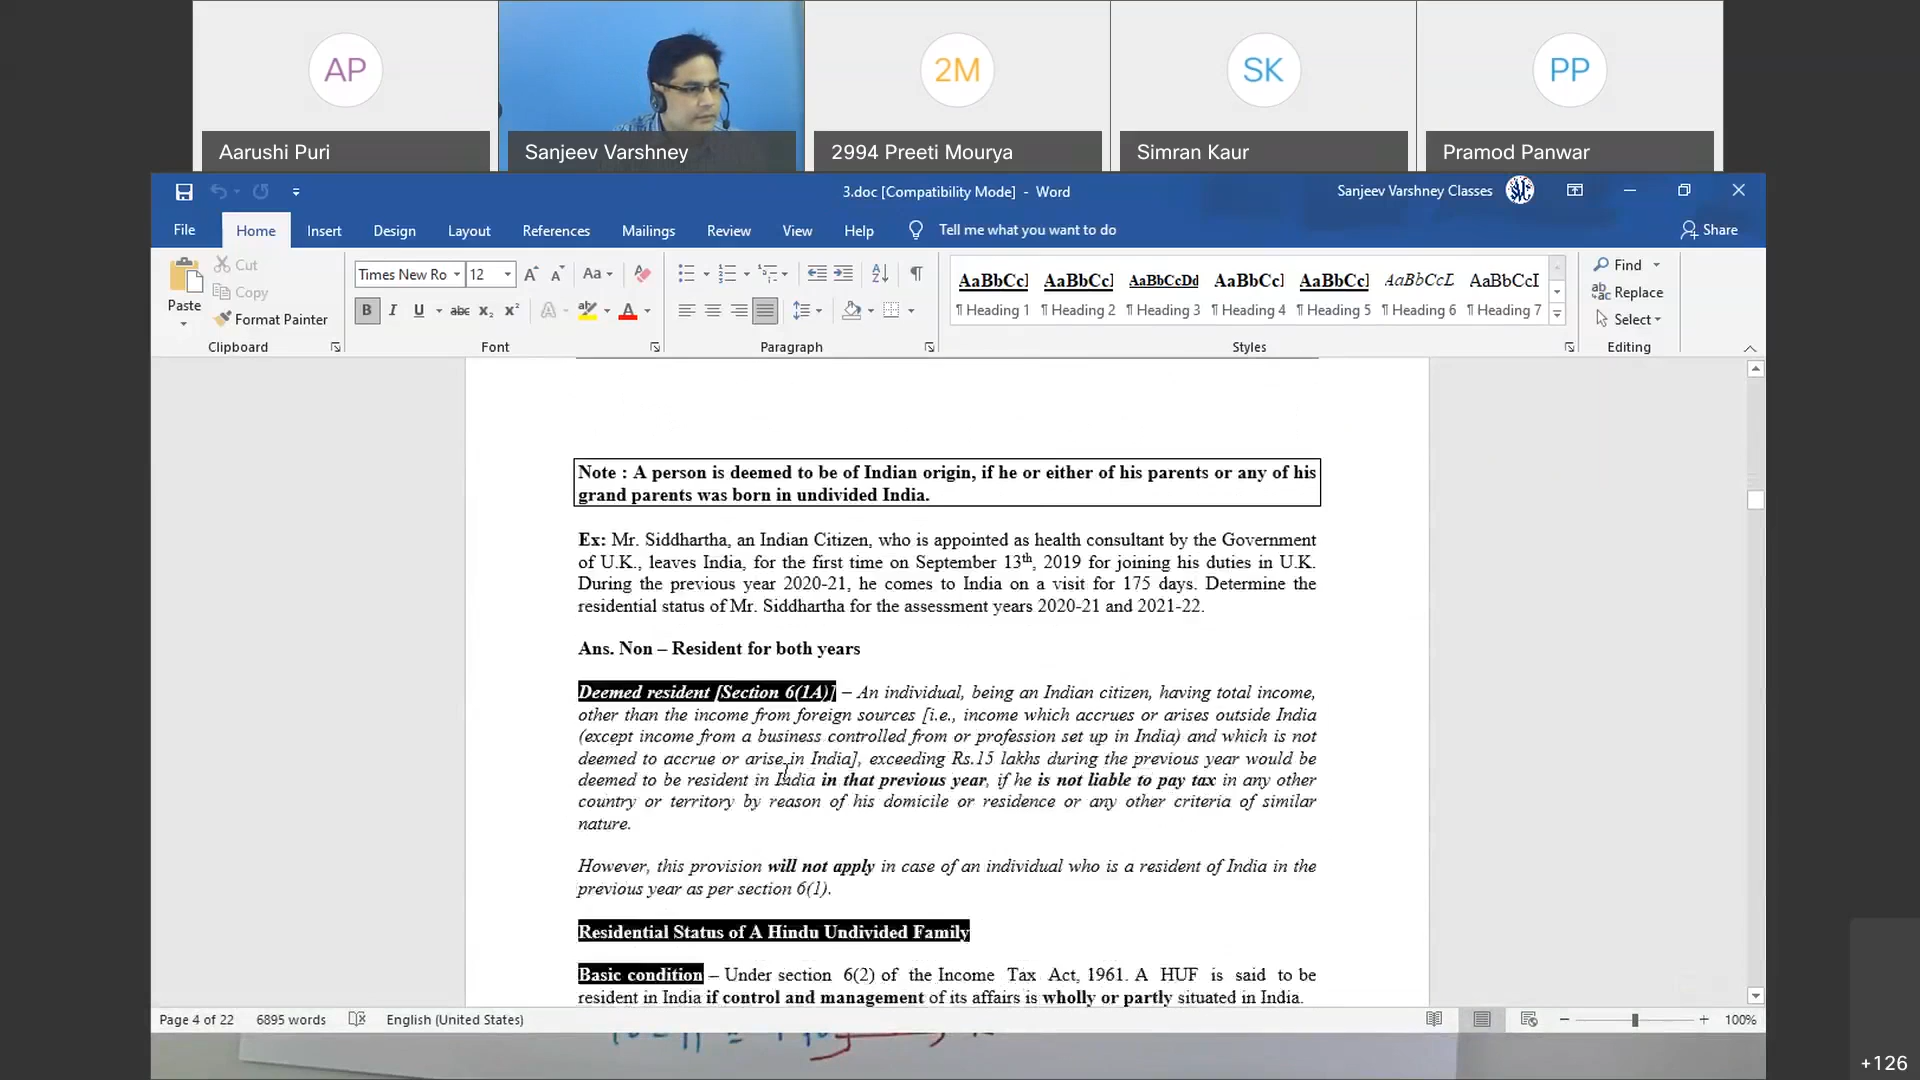 AP
2M
SK
PP
Aarushi Puri
Sanjeev Varshney
2994 Preeti Mourya
Simran Kaur
Pramod Panwar
3.doc [Compatibility Mode] - Word
Sanjeev Varshney Classes
File Home Insert Design Layout References Mailings Review View Help Tell me what you want to do Share
Paste
Cut
Copy
Format Painter
Clipboard
Times New Ro 12
Font
Paragraph
AaBbCcI AaBbCcI AaBbCcDd AaBbCcI AaBbCcI AaBbCcL AaBbCcI
¶ Heading 1 ¶ Heading 2 ¶ Heading 3 ¶ Heading 4 ¶ Heading 5 ¶ Heading 6 ¶ Heading 7
Styles
Find
Replace
Select
Editing
Note : A person is deemed to be of Indian origin, if he or either of his parents or any of his
grand parents was born in undivided India.
Ex: Mr. Siddhartha, an Indian Citizen, who is appointed as health consultant by the Government
of U.K., leaves India, for the first time on September 13th, 2019 for joining his duties in U.K.
During the previous year 2020-21, he comes to India on a visit for 175 days. Determine the
residential status of Mr. Siddhartha for the assessment years 2020-21 and 2021-22.
Ans. Non – Resident for both years
Deemed resident [Section 6(1A)] – An individual, being an Indian citizen, having total income,
other than the income from foreign sources [i.e., income which accrues or arises outside India
(except income from a business controlled from or profession set up in India) and which is not
deemed to accrue or arise in India], exceeding Rs.15 lakhs during the previous year would be
deemed to be resident in India in that previous year, if he is not liable to pay tax in any other
country or territory by reason of his domicile or residence or any other criteria of similar
nature.
However, this provision will not apply in case of an individual who is a resident of India in the
previous year as per section 6(1).
Residential Status of A Hindu Undivided Family
Basic condition – Under section 6(2) of the Income Tax Act, 1961. A HUF is said to be
resident in India if control and management of its affairs is wholly or partly situated in India.
Page 4 of 22 6895 words English (United States) 100%
+126